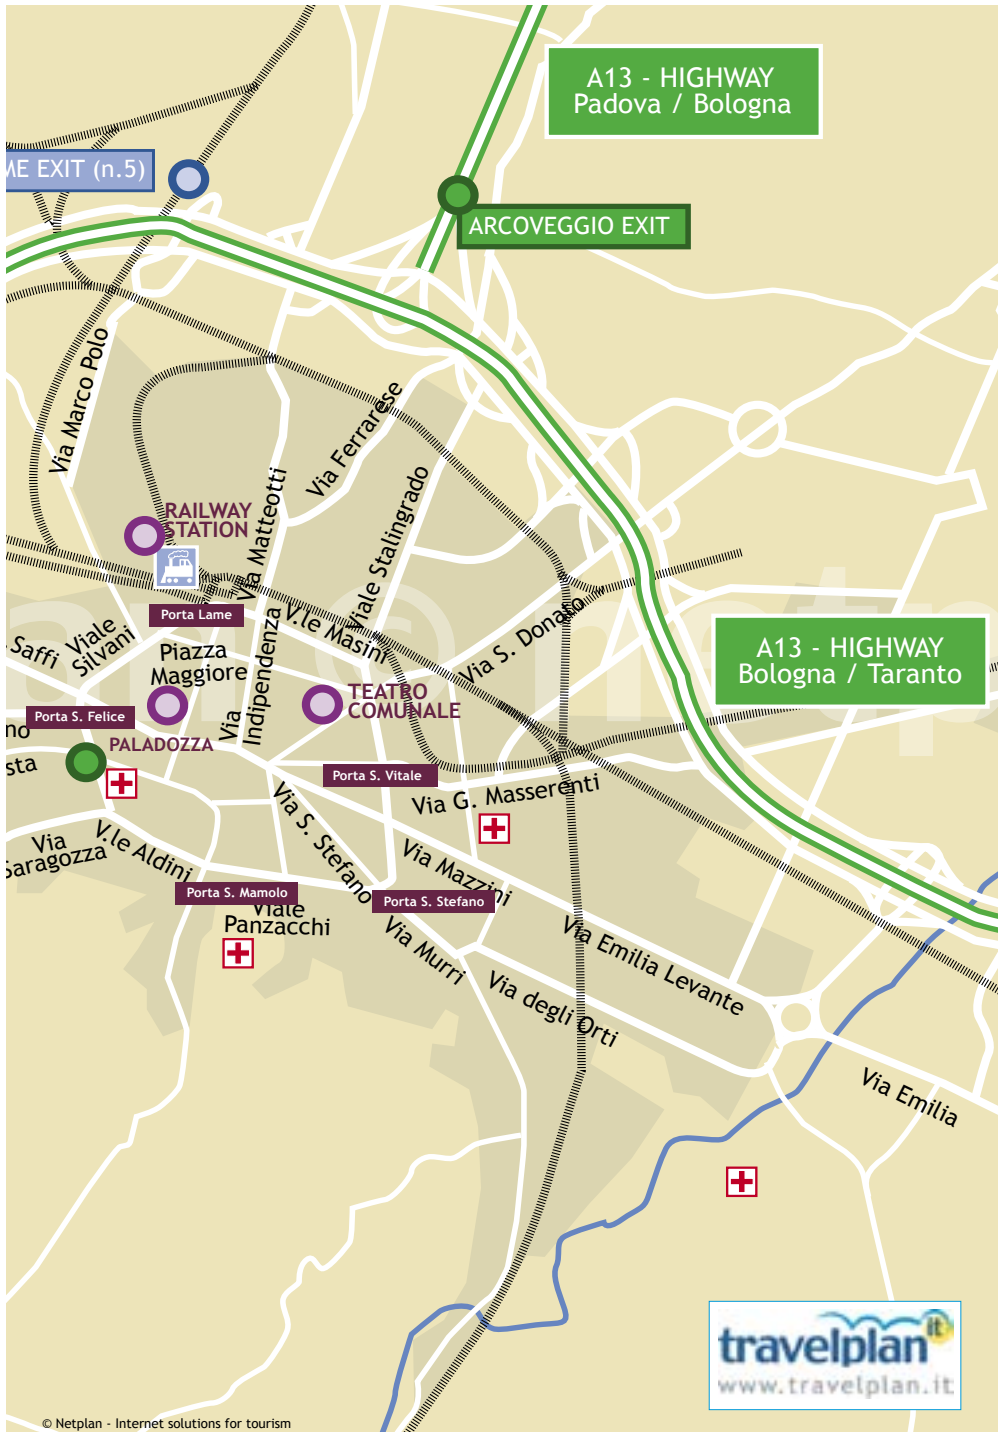 A13 - HIGHWAY
Padova / Bologna
ME EXIT (n.5)
ARCOVEGGIO EXIT
Via Marco Polo
Via Ferrarese
Via Matteotti
Viale Stalingrado
RAILWAY
STATION
Porta Lame
V.le Masini
Via S. Donato
Saffi
Viale
Silvani
Piazza
Maggiore
Via
Indipendenza
TEATRO
COMUNALE
A13 - HIGHWAY
Bologna / Taranto
Porta S. Felice
no
PALADOZZA
sta
Porta S. Vitale
Via G. Masserenti
Via S. Stefano
Via
Saragozza
V.le Aldini
Via Mazzini
Porta S. Mamolo
Porta S. Stefano
Viale
Panzacchi
Via Murri
Via Emilia Levante
Via degli Orti
Via Emilia
travelplan.it
www.travelplan.it
© Netplan - Internet solutions for tourism